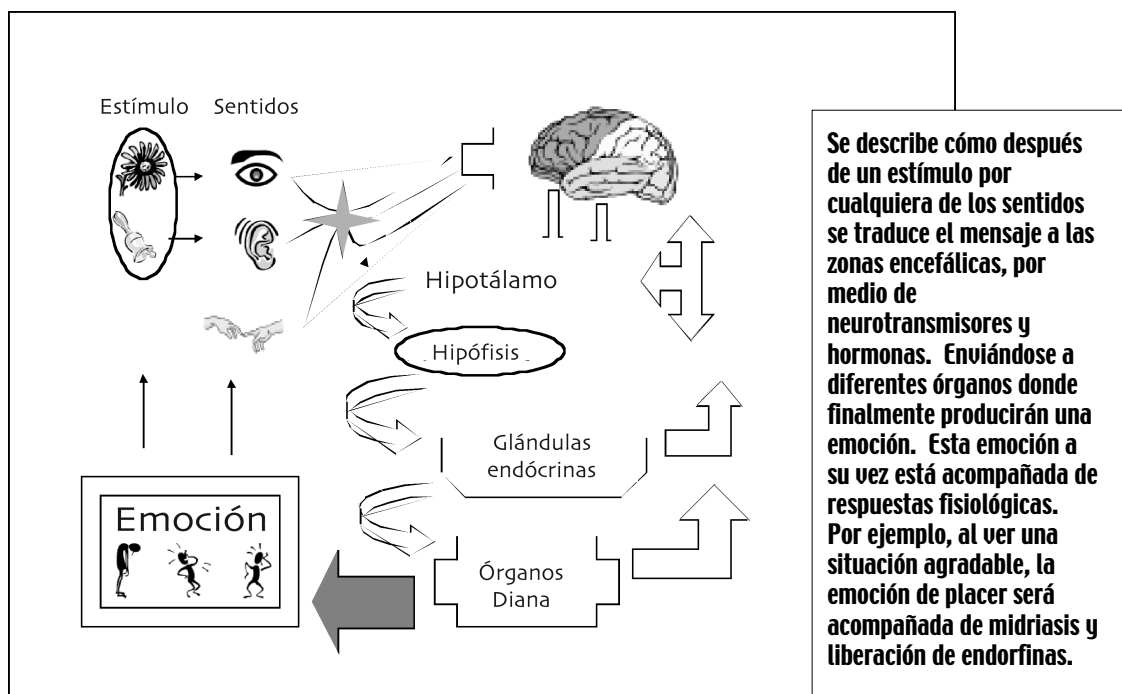 Estímulo Sentidos
Hipotálamo
Hipófisis
Glándulas
endócrinas
Órganos
Diana
Emoción
Se describe cómo después
de un estímulo por
cualquiera de los sentidos
se traduce el mensaje a las
zonas encefálicas, por
medio de
neurotransmisores y
hormonas. Enviándose a
diferentes órganos donde
finalmente producirán una
emoción. Esta emoción a
su vez está acompañada de
respuestas fisiológicas.
Por ejemplo, al ver una
situación agradable, la
emoción de placer será
acompañada de midriasis y
liberación de endorfinas.